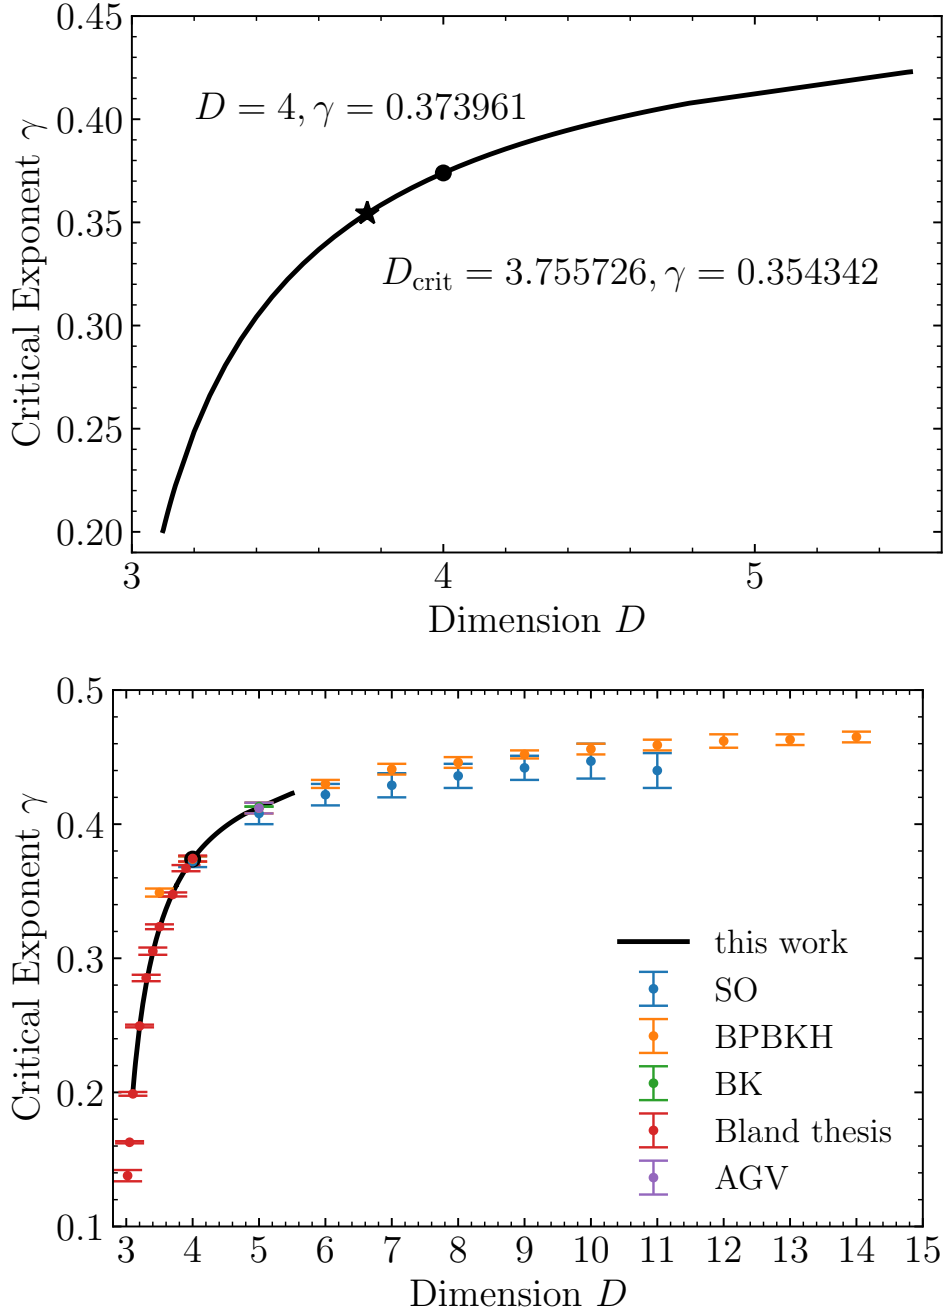 0.45
0.40
0.35
0.30
0.25
0.20
Critical Exponent γ
D = 4, γ = 0.373961
D_crit = 3.755726, γ = 0.354342
3 4 5
Dimension D
0.5
0.4
0.3
0.2
0.1
Critical Exponent γ
this work
SO
BPBKH
BK
Bland thesis
AGV
3 4 5 6 7 8 9 10 11 12 13 14 15
Dimension D